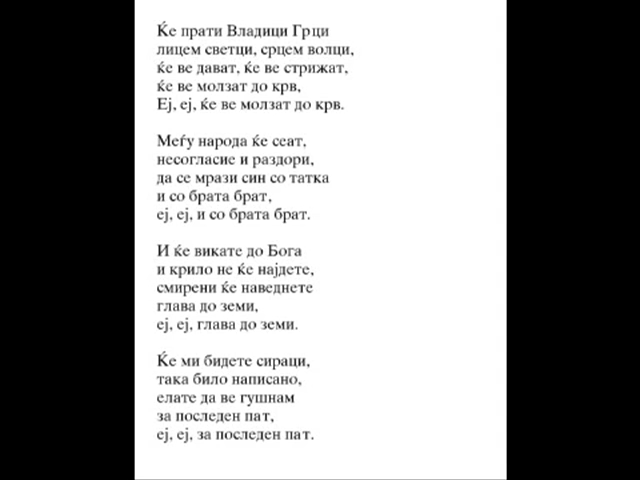 Ќе прати Владици Грци
лицем светци, срцем волци,
ќе ве дават, ќе ве стрижат,
ќе ве молзат до крв,
Еј, еј, ќе ве молзат до крв.
Меѓу народа ќе сеат,
несогласие и раздори,
да се мрази син со татка
и со брата брат,
еј, еј, и со брата брат.
И ќе викате до Бога
и крило не ќе најдете,
смирени ќе наведнете
глава до земи,
еј, еј, глава до земи.
Ќе ми бидете сираци,
така било написано,
елате да ве гушнам
за последен пат,
еј, еј, за последен пат.